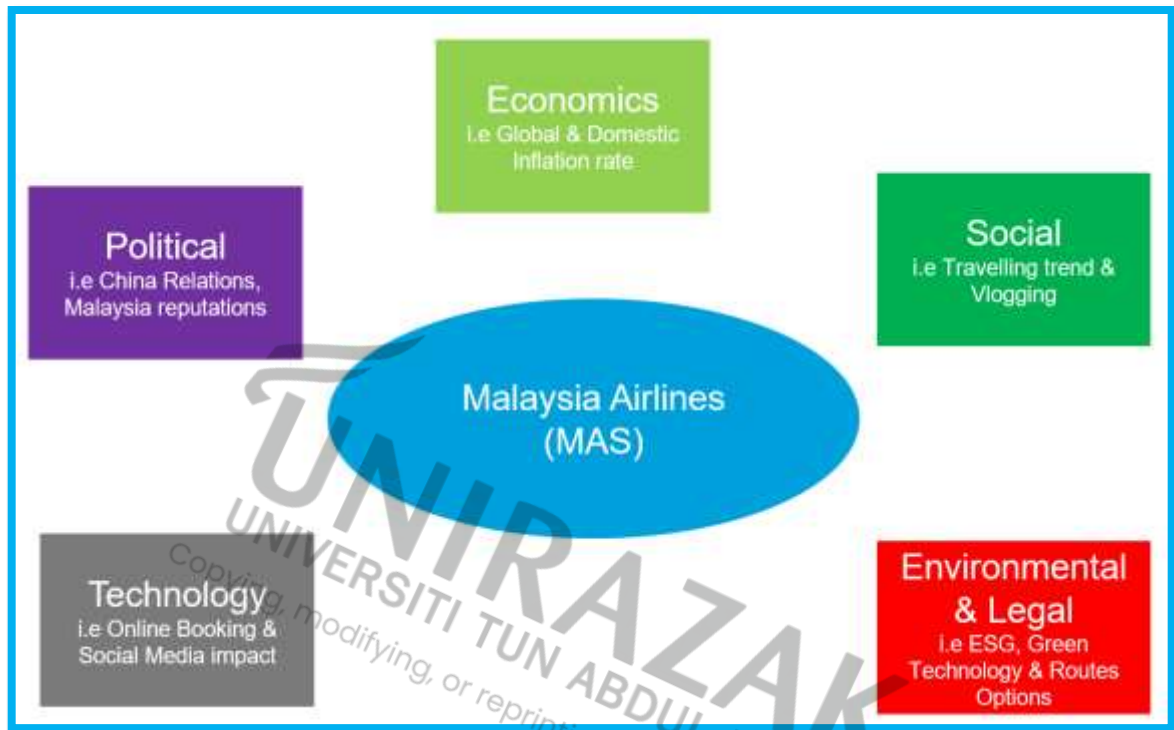 Economics
i.e Global & Domestic
Inflation rate
Political
i.e China Relations,
Malaysia reputations
Social
i.e Travelling trend &
Vlogging
Malaysia Airlines
(MAS)
Technology
i.e Online Booking &
Social Media impact
Environmental
& Legal
i.e ESG, Green
Technology & Routes
Options
UNIRAZAK
UNIVERSITI TUN ABDUL
Copying, modifying, or